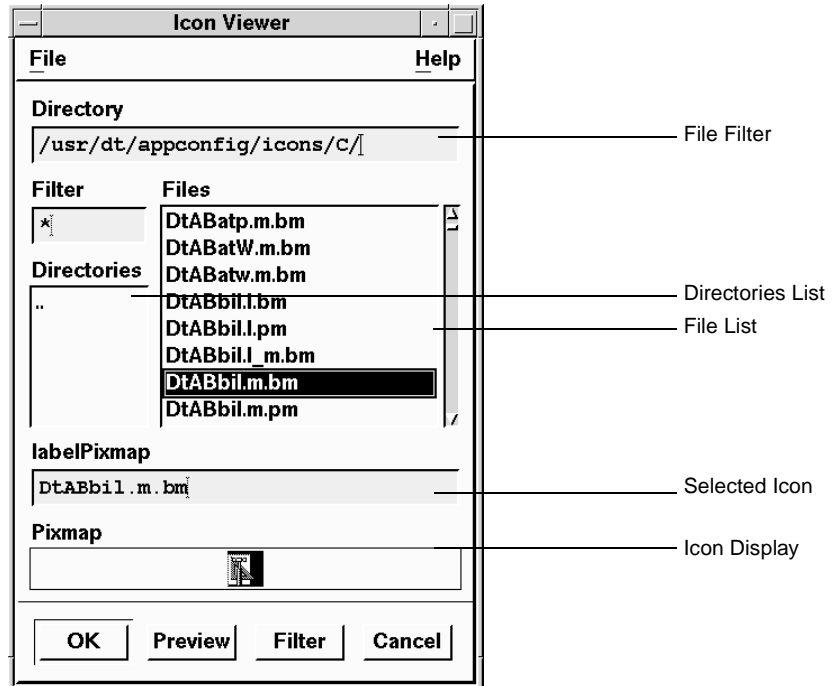 Icon Viewer
File Help
Directory
/usr/dt/appconfig/icons/C/
File Filter
Filter Files
*
DtABatp.m.bm
DtABatW.m.bm
Directories
DtABatw.m.bm
..
DtABbil.l.bm
Directories List
DtABbil.l.pm
File List
DtABbil.l_m.bm
DtABbil.m.bm
DtABbil.m.pm
labelPixmap
DtABbil.m.bm
Selected Icon
Pixmap
Icon Display
OK Preview Filter Cancel